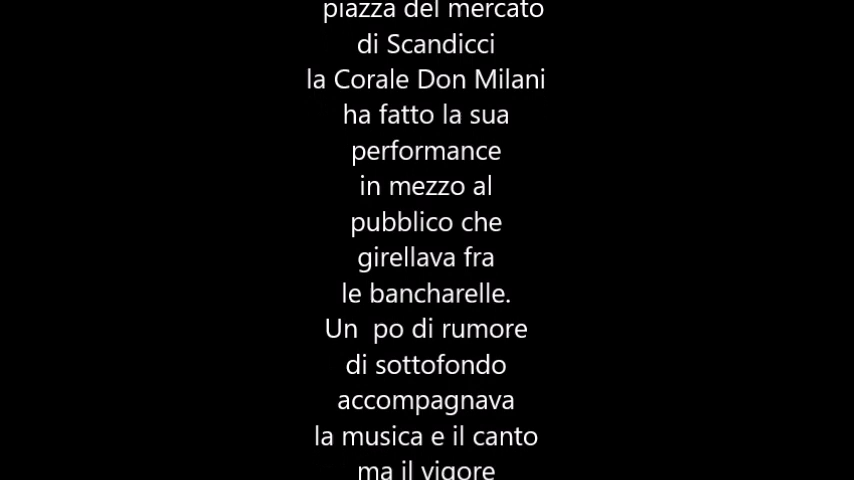 piazza del mercato
di Scandicci
la Corale Don Milani
ha fatto la sua
performance
in mezzo al
pubblico che
girellava fra
le bancharelle.
Un  po di rumore
di sottofondo
accompagnava
la musica e il canto
ma il vigore